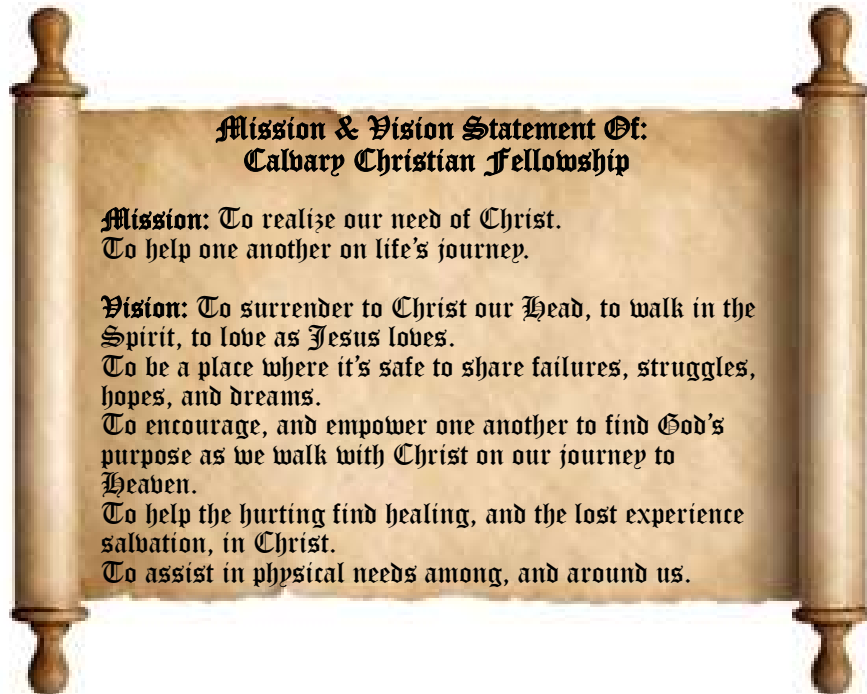 Mission & Vision Statement Of:
Calvary Christian Fellowship
Mission: To realize our need of Christ.
To help one another on life's journey.
Vision: To surrender to Christ our Head, to walk in the
Spirit, to love as Jesus loves.
To be a place where it's safe to share failures, struggles,
hopes, and dreams.
To encourage, and empower one another to find God's
purpose as we walk with Christ on our journey to
Heaven.
To help the hurting find healing, and the lost experience
salvation, in Christ.
To assist in physical needs among, and around us.